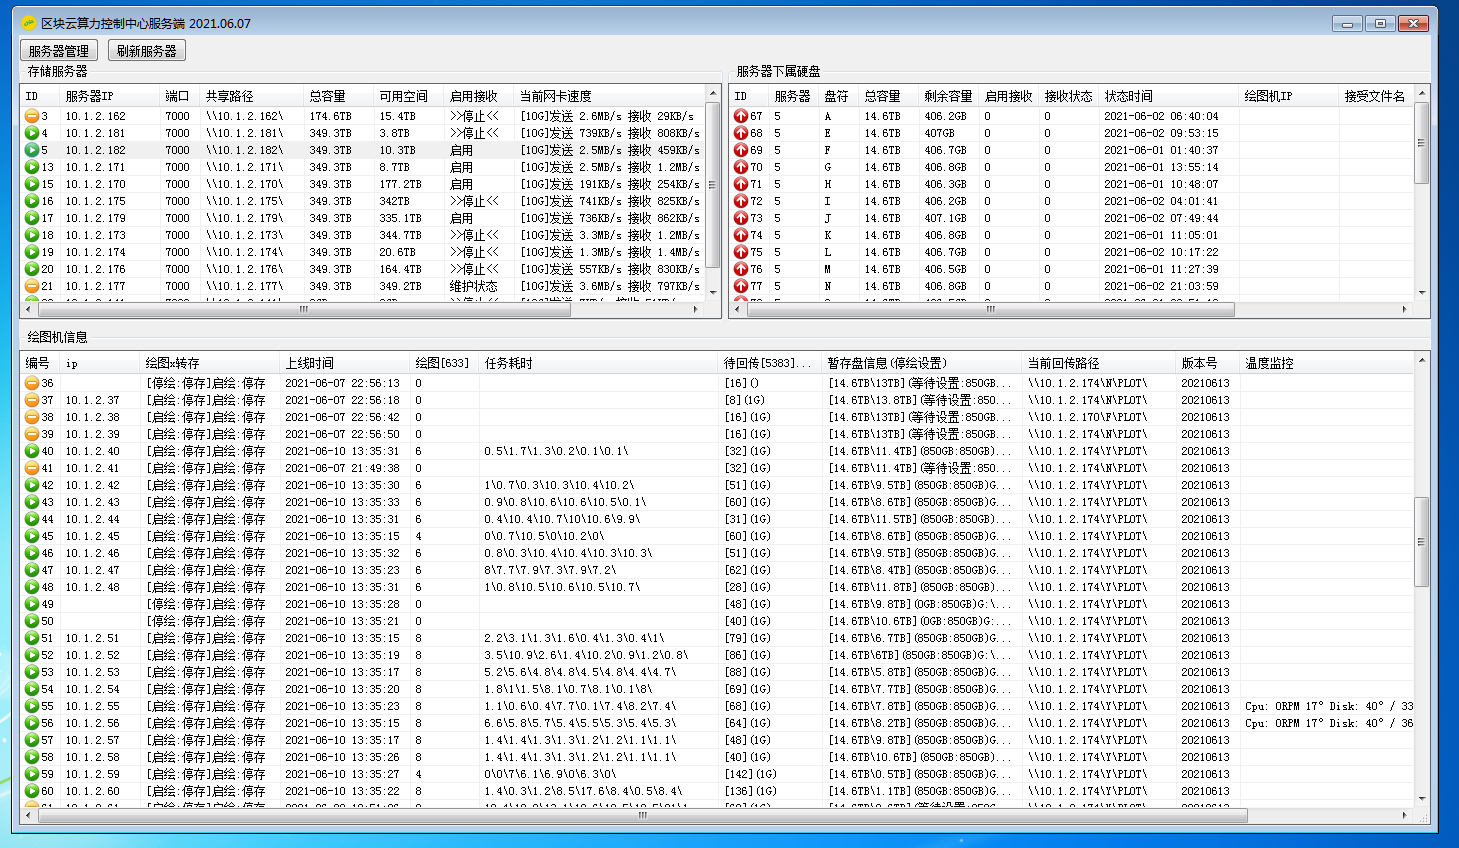 区块云算力控制中心服务端 2021.06.07
服务器管理 刷新服务器
存储服务器
ID 服务器IP 端口 共享路径 总容量 可用空间 启用接收 当前网卡速度
3 10.1.2.162 7000 \\10.1.2.162\ 174.6TB 15.4TB >>停止<< [10G]发送 2.6MB/s 接收 29KB/s
4 10.1.2.181 7000 \\10.1.2.181\ 349.3TB 3.8TB >>停止<< [10G]发送 739KB/s 接收 808KB/s
5 10.1.2.182 7000 \\10.1.2.182\ 349.3TB 10.3TB 启用 [10G]发送 2.5MB/s 接收 459KB/s
13 10.1.2.171 7000 \\10.1.2.171\ 349.3TB 8.7TB 启用 [10G]发送 2.5MB/s 接收 1.2MB/s
15 10.1.2.170 7000 \\10.1.2.170\ 349.3TB 177.2TB 启用 [10G]发送 191KB/s 接收 254KB/s
16 10.1.2.175 7000 \\10.1.2.175\ 349.3TB 342TB >>停止<< [10G]发送 741KB/s 接收 825KB/s
17 10.1.2.179 7000 \\10.1.2.179\ 349.3TB 335.1TB 启用 [10G]发送 736KB/s 接收 862KB/s
18 10.1.2.173 7000 \\10.1.2.173\ 349.3TB 344.7TB >>停止<< [10G]发送 3.3MB/s 接收 1.2MB/s
19 10.1.2.174 7000 \\10.1.2.174\ 349.3TB 20.6TB >>停止<< [10G]发送 1.3MB/s 接收 1.4MB/s
20 10.1.2.176 7000 \\10.1.2.176\ 349.3TB 164.4TB >>停止<< [10G]发送 557KB/s 接收 830KB/s
21 10.1.2.177 7000 \\10.1.2.177\ 349.3TB 349.2TB 维护状态 [10G]发送 3.6MB/s 接收 797KB/s
服务器下属硬盘
ID 服务器 盘符 总容量 剩余容量 启用接收 接收状态 状态时间 绘图机IP 接受文件名
67 5 A 14.6TB 406.2GB 0 0 2021-06-02 06:40:04
68 5 E 14.6TB 407GB 0 0 2021-06-02 09:53:15
69 5 F 14.6TB 406.7GB 0 0 2021-06-01 01:40:37
70 5 G 14.6TB 406.8GB 0 0 2021-06-01 13:55:14
71 5 H 14.6TB 406.3GB 0 0 2021-06-01 10:48:07
72 5 I 14.6TB 406.2GB 0 0 2021-06-02 04:01:41
73 5 J 14.6TB 407.1GB 0 0 2021-06-02 07:49:44
74 5 K 14.6TB 406.8GB 0 0 2021-06-01 11:05:01
75 5 L 14.6TB 406.7GB 0 0 2021-06-02 10:17:22
76 5 M 14.6TB 406.5GB 0 0 2021-06-01 11:27:39
77 5 N 14.6TB 406.8GB 0 0 2021-06-02 21:03:59
绘图机信息
编号 ip 绘图x转存 上线时间 绘图[633] 任务耗时 待回传[5383]... 暂存盘信息(停绘设置) 当前回传路径 版本号 温度监控
36 [停绘:停存]启绘:停存 2021-06-07 22:56:13 0 [16]() [14.6TB\13TB](等待设置:850GB... \\10.1.2.174\N\PLOT\ 20210613
37 10.1.2.37 [启绘:停存]启绘:停存 2021-06-07 22:56:18 0 [8](1G) [14.6TB\13.8TB](等待设置:850... \\10.1.2.174\N\PLOT\ 20210613
38 10.1.2.38 [启绘:停存]启绘:停存 2021-06-07 22:56:42 0 [16](1G) [14.6TB\13TB](等待设置:850GB... \\10.1.2.170\F\PLOT\ 20210613
39 10.1.2.39 [启绘:停存]启绘:停存 2021-06-07 22:56:50 0 [16](1G) [14.6TB\13TB](等待设置:850GB... \\10.1.2.174\N\PLOT\ 20210613
40 10.1.2.40 [启绘:停存]启绘:停存 2021-06-10 13:35:31 6 0.5\1.7\1.3\0.2\0.1\0.1\ [32](1G) [14.6TB\11.4TB](850GB:850GB)... \\10.1.2.174\Y\PLOT\ 20210613
41 10.1.2.41 [启绘:停存]启绘:停存 2021-06-07 21:49:38 0 [32](1G) [14.6TB\11.4TB](等待设置:850... \\10.1.2.174\N\PLOT\ 20210613
42 10.1.2.42 [启绘:停存]启绘:停存 2021-06-10 13:35:30 6 1\0.7\0.3\10.3\10.4\10.2\ [51](1G) [14.6TB\9.5TB](850GB:850GB)G... \\10.1.2.174\Y\PLOT\ 20210613
43 10.1.2.43 [启绘:停存]启绘:停存 2021-06-10 13:35:33 6 0.9\0.8\10.6\10.6\10.5\0.1\ [60](1G) [14.6TB\8.6TB](850GB:850GB)G... \\10.1.2.174\Y\PLOT\ 20210613
44 10.1.2.44 [启绘:停存]启绘:停存 2021-06-10 13:35:31 6 0.4\10.4\10.7\10\10.6\9.9\ [31](1G) [14.6TB\11.5TB](850GB:850GB)... \\10.1.2.174\Y\PLOT\ 20210613
45 10.1.2.45 [启绘:停存]启绘:停存 2021-06-10 13:35:15 4 0\0.7\10.5\0\10.2\0\ [60](1G) [14.6TB\8.6TB](850GB:850GB)G... \\10.1.2.174\Y\PLOT\ 20210613
46 10.1.2.46 [启绘:停存]启绘:停存 2021-06-10 13:35:32 6 0.8\0.3\10.4\10.4\10.3\10.3\ [51](1G) [14.6TB\9.5TB](850GB:850GB)G... \\10.1.2.174\Y\PLOT\ 20210613
47 10.1.2.47 [启绘:停存]启绘:停存 2021-06-10 13:35:23 6 8\7.7\7.9\7.3\7.9\7.2\ [62](1G) [14.6TB\8.4TB](850GB:850GB)G... \\10.1.2.174\Y\PLOT\ 20210613
48 10.1.2.48 [启绘:停存]启绘:停存 2021-06-10 13:35:31 6 1\0.8\10.5\10.6\10.5\10.7\ [28](1G) [14.6TB\11.8TB](850GB:850GB)... \\10.1.2.174\Y\PLOT\ 20210613
49 [停绘:停存]启绘:停存 2021-06-10 13:35:28 0 [48](1G) [14.6TB\9.8TB](0GB:850GB)G:\... \\10.1.2.174\Y\PLOT\ 20210613
50 [停绘:停存]启绘:停存 2021-06-10 13:35:21 0 [40](1G) [14.6TB\10.6TB](0GB:850GB)G:... \\10.1.2.174\Y\PLOT\ 20210613
51 10.1.2.51 [启绘:停存]启绘:停存 2021-06-10 13:35:15 8 2.2\3.1\1.3\1.6\0.4\1.3\0.4\1\ [79](1G) [14.6TB\6.7TB](850GB:850GB)G... \\10.1.2.174\Y\PLOT\ 20210613
52 10.1.2.52 [启绘:停存]启绘:停存 2021-06-10 13:35:19 8 3.5\10.9\2.6\1.4\10.2\0.9\1.2\0.8\ [86](1G) [14.6TB\6TB](850GB:850GB)G:\... \\10.1.2.174\Y\PLOT\ 20210613
53 10.1.2.53 [启绘:停存]启绘:停存 2021-06-10 13:35:17 8 5.2\5.6\4.8\4.8\4.5\4.8\4.4\4.7\ [88](1G) [14.6TB\5.8TB](850GB:850GB)G... \\10.1.2.174\Y\PLOT\ 20210613
54 10.1.2.54 [启绘:停存]启绘:停存 2021-06-10 13:35:20 8 1.8\1\1.5\8.1\0.7\8.1\0.1\8\ [69](1G) [14.6TB\7.7TB](850GB:850GB)G... \\10.1.2.174\Y\PLOT\ 20210613
55 10.1.2.55 [启绘:停存]启绘:停存 2021-06-10 13:35:23 8 1.1\0.6\0.4\7.7\0.1\7.4\8.2\7.4\ [68](1G) [14.6TB\7.8TB](850GB:850GB)G... \\10.1.2.174\Y\PLOT\ 20210613 Cpu: 0RPM 17° Disk: 40° / 33
56 10.1.2.56 [启绘:停存]启绘:停存 2021-06-10 13:35:15 8 6.6\5.8\5.7\5.4\5.5\5.3\5.4\5.3\ [64](1G) [14.6TB\8.2TB](850GB:850GB)G... \\10.1.2.174\Y\PLOT\ 20210613 Cpu: 0RPM 17° Disk: 40° / 36
57 10.1.2.57 [启绘:停存]启绘:停存 2021-06-10 13:35:17 8 1.4\1.4\1.3\1.3\1.2\1.2\1.1\1.1\ [48](1G) [14.6TB\9.8TB](850GB:850GB)G... \\10.1.2.174\Y\PLOT\ 20210613
58 10.1.2.58 [启绘:停存]启绘:停存 2021-06-10 13:35:26 8 1.4\1.4\1.3\1.3\1.2\1.2\1.1\1.1\ [40](1G) [14.6TB\10.6TB](850GB:850GB)... \\10.1.2.174\Y\PLOT\ 20210613
59 10.1.2.59 [启绘:停存]启绘:停存 2021-06-10 13:35:27 4 0\0\7\6.1\6.9\0\6.3\0\ [142](1G) [14.6TB\0.5TB](850GB:850GB)G... \\10.1.2.174\Y\PLOT\ 20210613
60 10.1.2.60 [启绘:停存]启绘:停存 2021-06-10 13:35:22 8 1.4\0.3\1.2\8.5\17.6\8.4\0.5\8.4\ [136](1G) [14.6TB\1.1TB](850GB:850GB)G... \\10.1.2.174\Y\PLOT\ 20210613